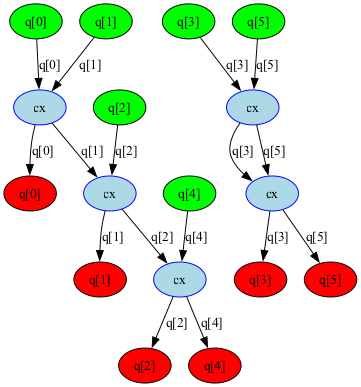 q[0] q[1] q[3] q[5]
q[0] q[1] q[3] q[5]
cx q[2] cx
q[0] q[1] q[2] q[3] q[5]
q[0] cx q[4] cx
q[1] q[2] q[4] q[3] q[5]
q[1] cx q[3] q[5]
q[2] q[4]
q[2] q[4]